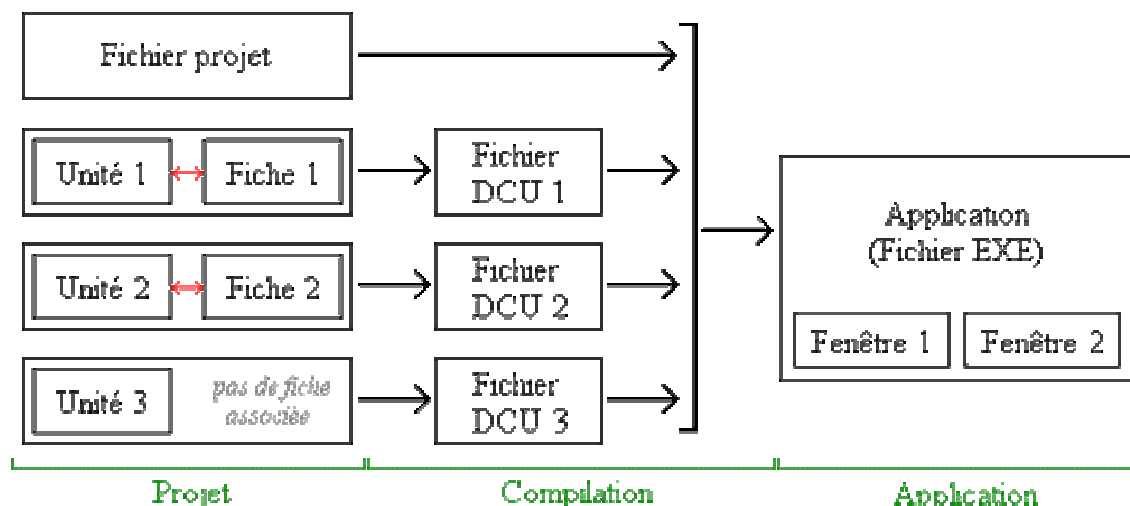 Fichier projet
Unité 1
Fiche 1
Fichier
DCU 1
Application
(Fichier EXE)
Unité 2
Fiche 2
Fichier
DCU 2
Fenêtre 1
Fenêtre 2
Unité 3
pas de fiche
associée
Fichier
DCU 3
Projet
Compilation
Application